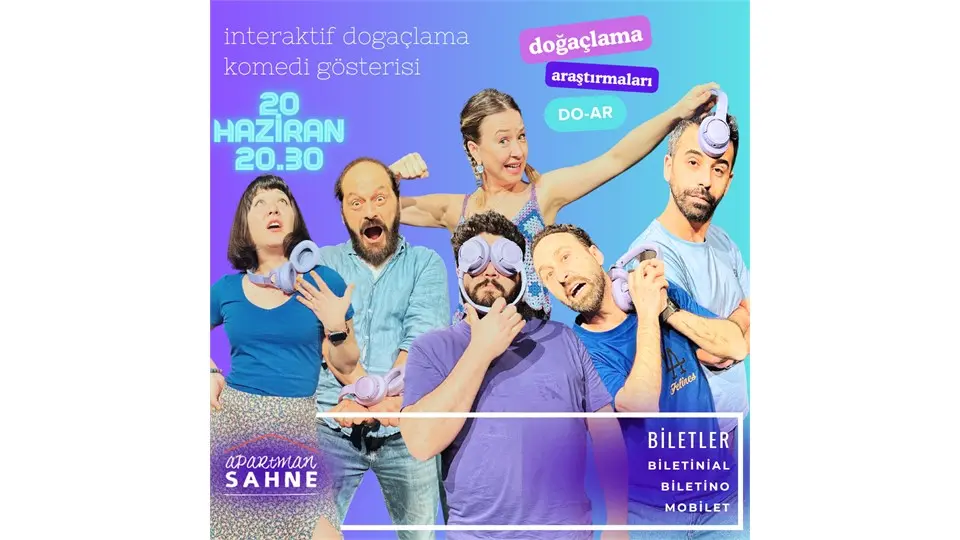 interaktif dogaçlama
komedi gösterisi
20
HAZİRAN
20.30
doğaçlama
araştırmaları
DO-AR
Felines
apartman
SAHNE
BİLETLER
BİLETİNİAL
BİLETİNO
MOBİLET